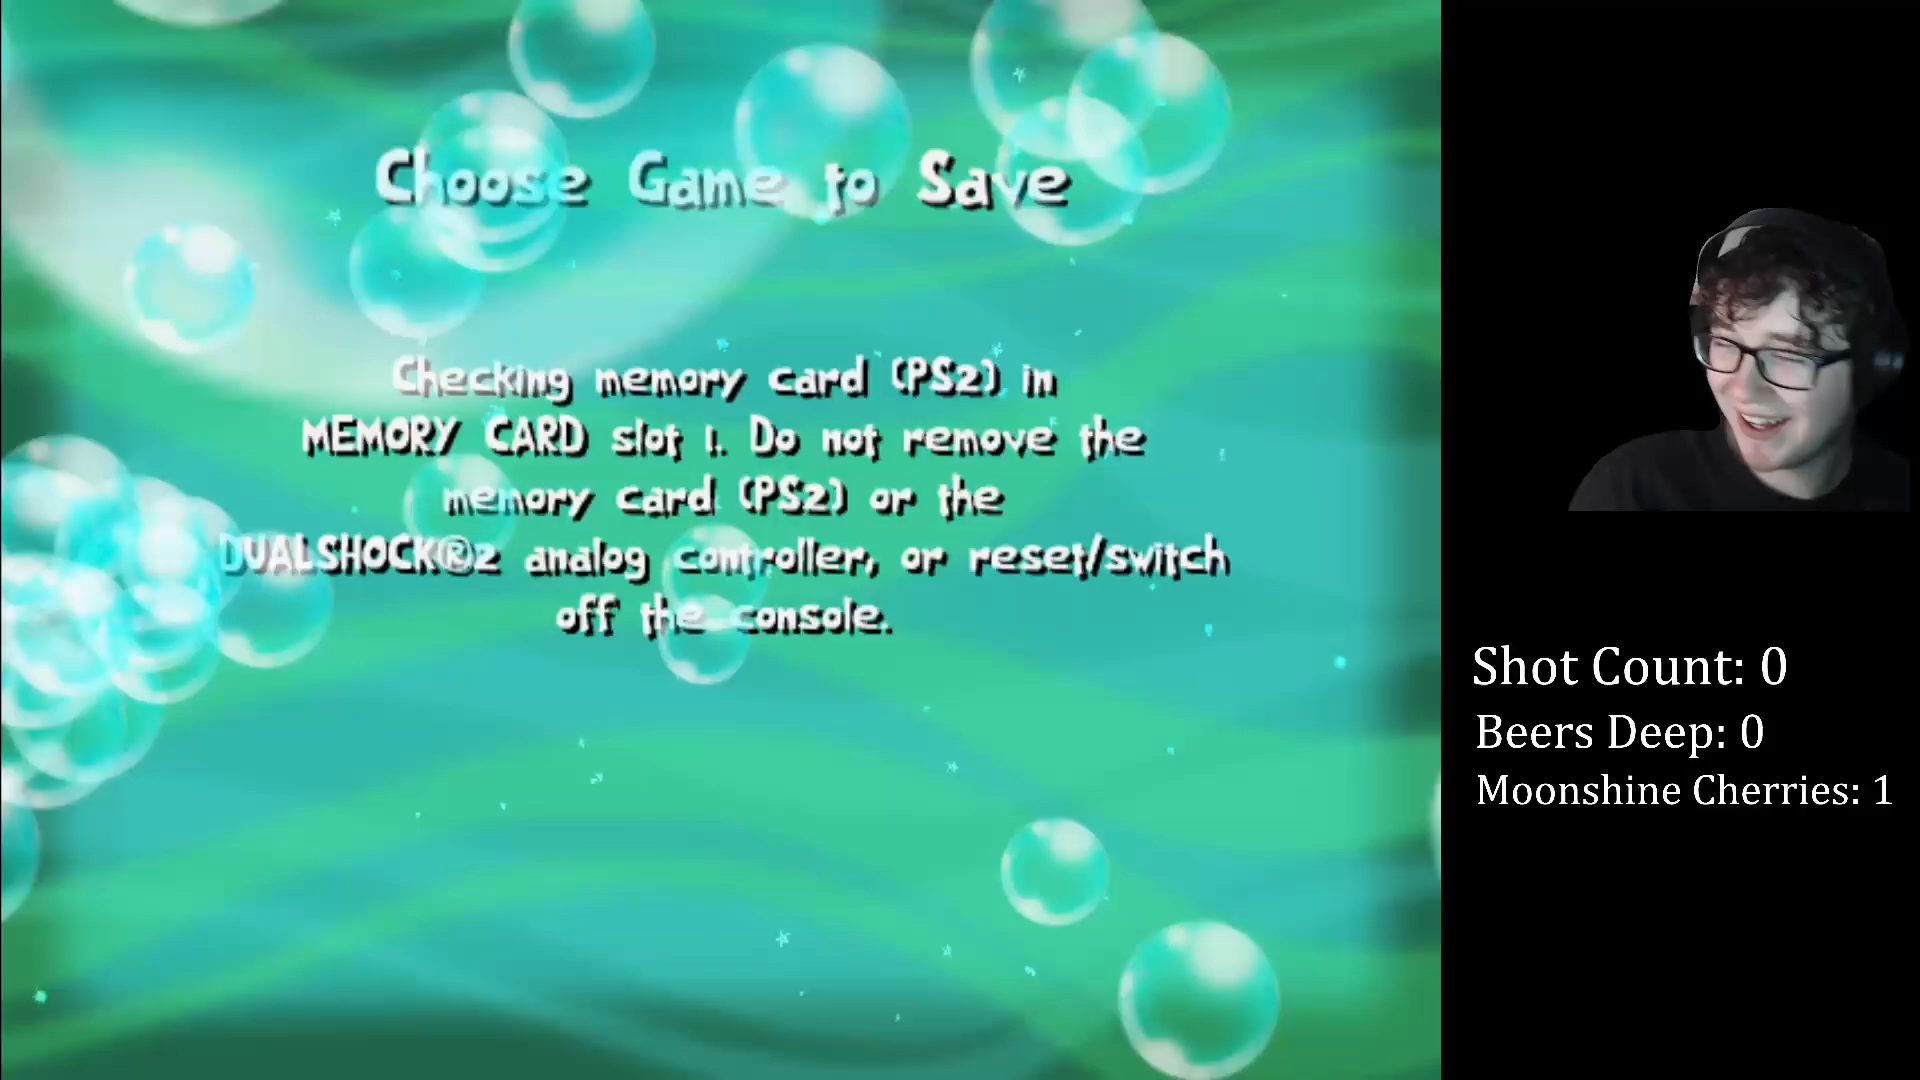 Choose Game to Save
Checking memory card (PS2) in
MEMORY CARD slot 1. Do not remove the
memory card (PS2) or the
DUALSHOCK®2 analog controller, or reset/switch
off the console.
Shot Count: 0
Beers Deep: 0
Moonshine Cherries: 1